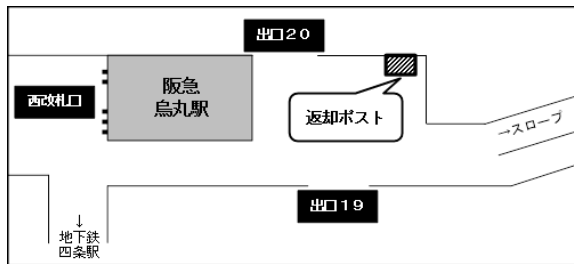 出口20
阪急
烏丸駅
西改札口
返却ポスト
→スロープ
出口19
↓
地下鉄
四条駅